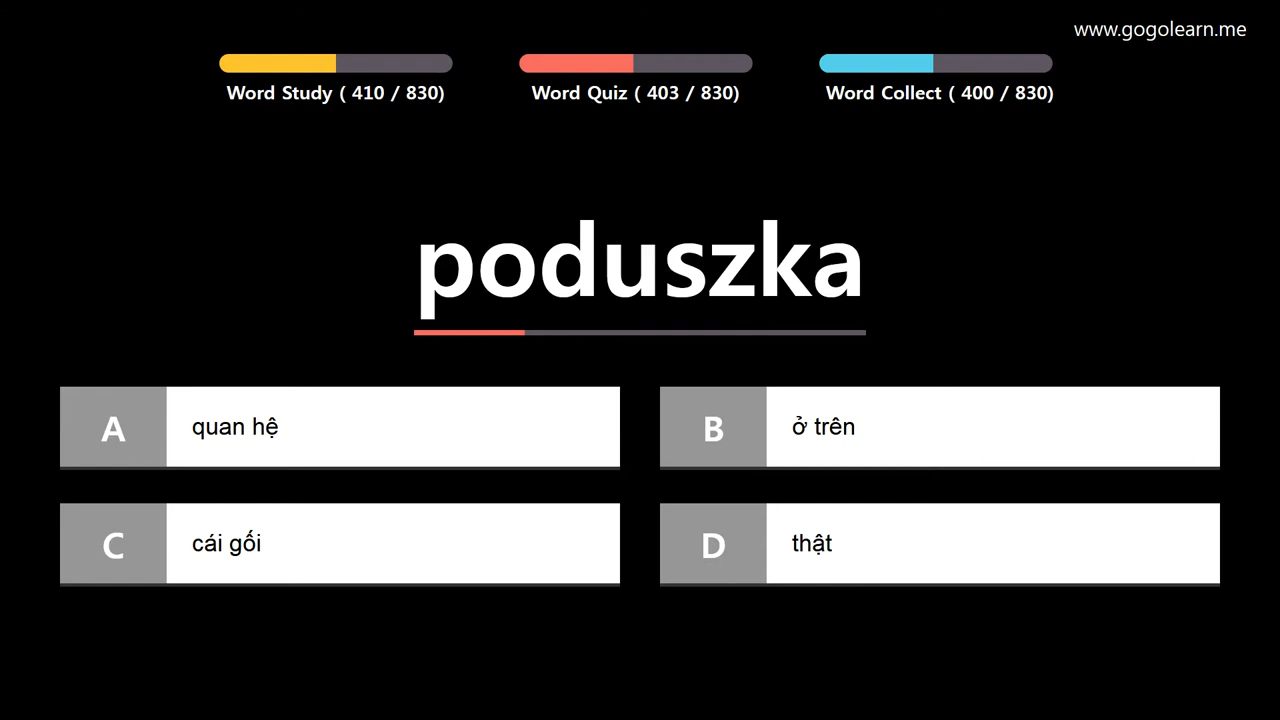 www.gogolearn.me
Word Study ( 410 / 830)
Word Quiz ( 403 / 830)
Word Collect ( 400 / 830)
poduszka
A quan hệ
B ở trên
C cái gối
D thật